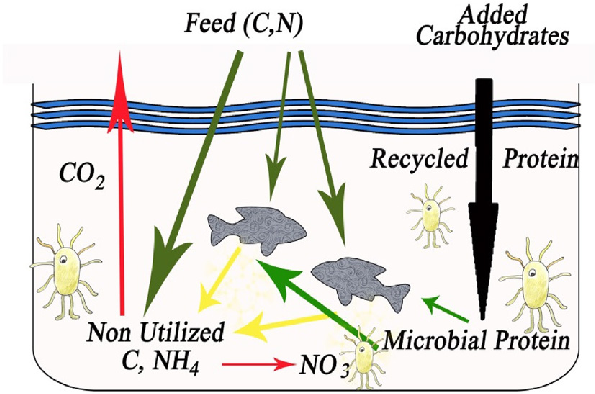 Feed (C,N)
Added
Carbohydrates
CO2
Recycled Protein
Non Utilized
C, NH4
NO3
Microbial Protein